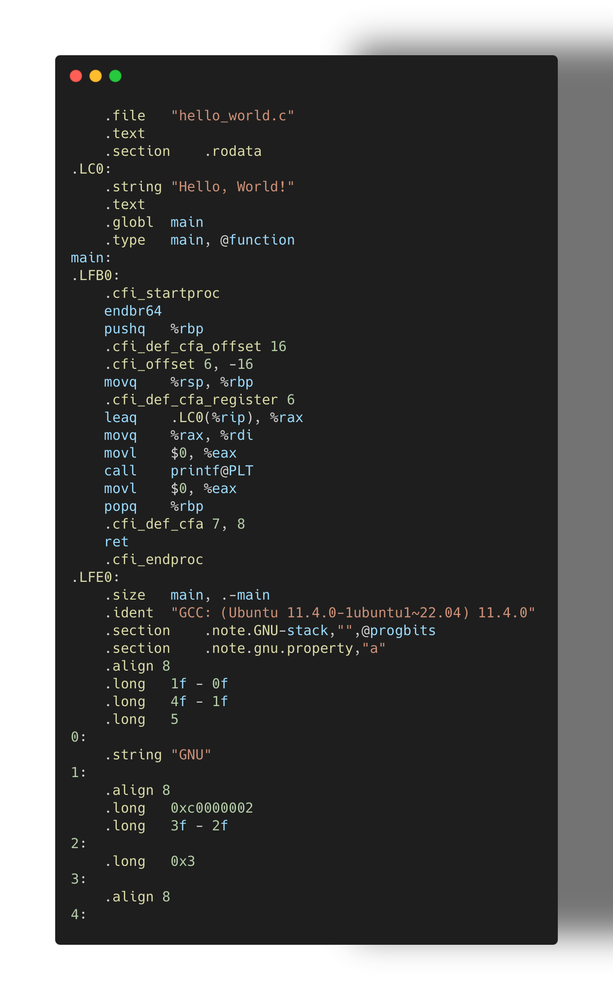 .file   "hello_world.c"
    .text
    .section    .rodata
.LC0:
    .string "Hello, World!"
    .text
    .globl  main
    .type   main, @function
main:
.LFB0:
    .cfi_startproc
    endbr64
    pushq   %rbp
    .cfi_def_cfa_offset 16
    .cfi_offset 6, -16
    movq    %rsp, %rbp
    .cfi_def_cfa_register 6
    leaq    .LC0(%rip), %rax
    movq    %rax, %rdi
    movl    $0, %eax
    call    printf@PLT
    movl    $0, %eax
    popq    %rbp
    .cfi_def_cfa 7, 8
    ret
    .cfi_endproc
.LFE0:
    .size   main, .-main
    .ident  "GCC: (Ubuntu 11.4.0-1ubuntu1~22.04) 11.4.0"
    .section    .note.GNU-stack,"",@progbits
    .section    .note.gnu.property,"a"
    .align 8
    .long   1f - 0f
    .long   4f - 1f
    .long   5
0:
    .string "GNU"
1:
    .align 8
    .long   0xc0000002
    .long   3f - 2f
2:
    .long   0x3
3:
    .align 8
4: